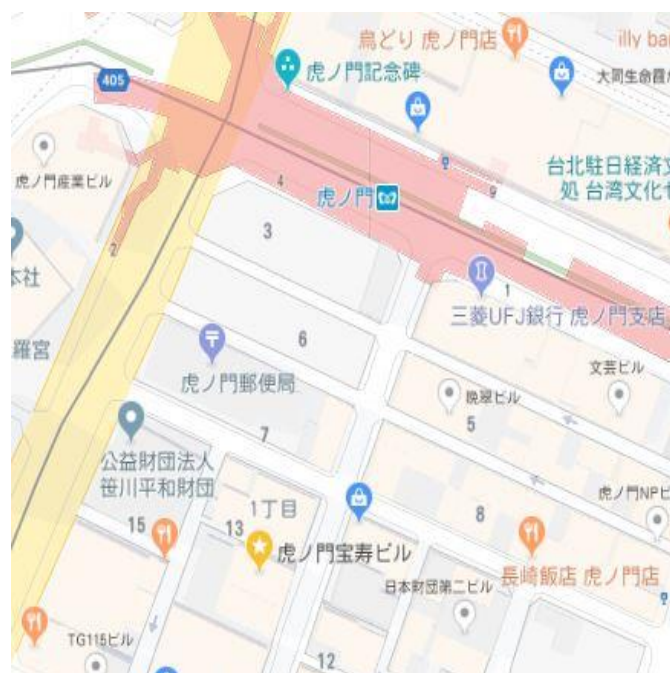 鳥どり 虎ノ門店
illy ba
405
虎ノ門記念碑
大同生命霞
虎ノ門産業ビル
4
虎ノ門
9
台北駐日経済文
処 台湾文化セ
2
3
本社
1
三菱UFJ銀行 虎ノ門支店
羅宮
6
文芸ビル
虎ノ門郵便局
晩翠ビル
5
7
公益財団法人
笹川平和財団
1丁目
8
虎ノ門NPビ
15
13
虎ノ門宝寿ビル
長崎飯店 虎ノ門店
日本財団第二ビル
TG115ビル
12